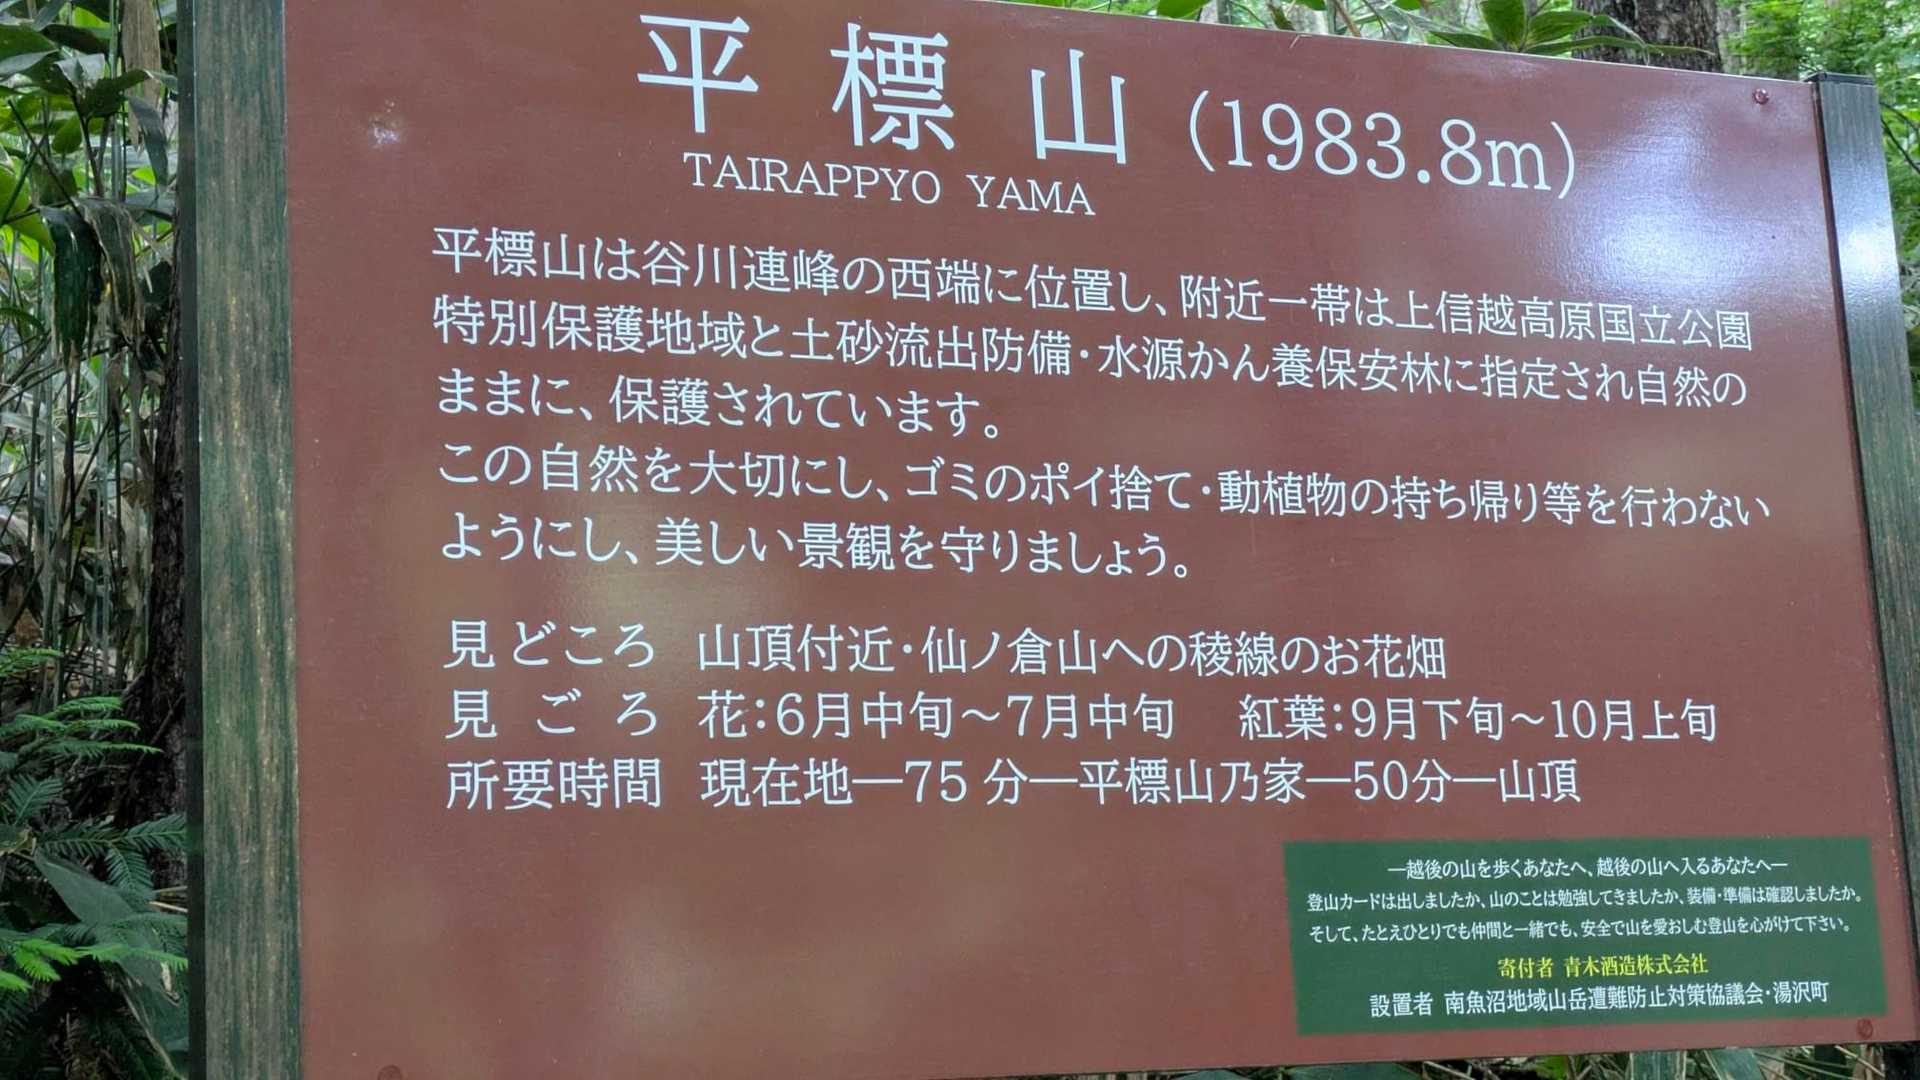 平標山(1983.8m)
TAIRAPPYO YAMA
平標山は谷川連峰の西端に位置し、附近一帯は上信越高原国立公園
特別保護地域と土砂流出防備・水源かん養保安林に指定され自然の
ままに、保護されています。
この自然を大切にし、ゴミのポイ捨て・動植物の持ち帰り等を行わない
ようにし、美しい景観を守りましょう。
見どころ 山頂付近・仙ノ倉山への稜線のお花畑
見ごろ 花:6月中旬〜7月中旬 紅葉:9月下旬〜10月上旬
所要時間 現在地―75分―平標山乃家―50分―山頂
―越後の山を歩くあなたへ、越後の山へ入るあなたへ―
登山カードは出しましたか、山のことは勉強してきましたか、装備・準備は確認しましたか。
そして、たとえひとりでも仲間と一緒でも、安全で山を愛おしむ登山を心がけて下さい。
寄付者 青木酒造株式会社
設置者 南魚沼地域山岳遭難防止対策協議会・湯沢町